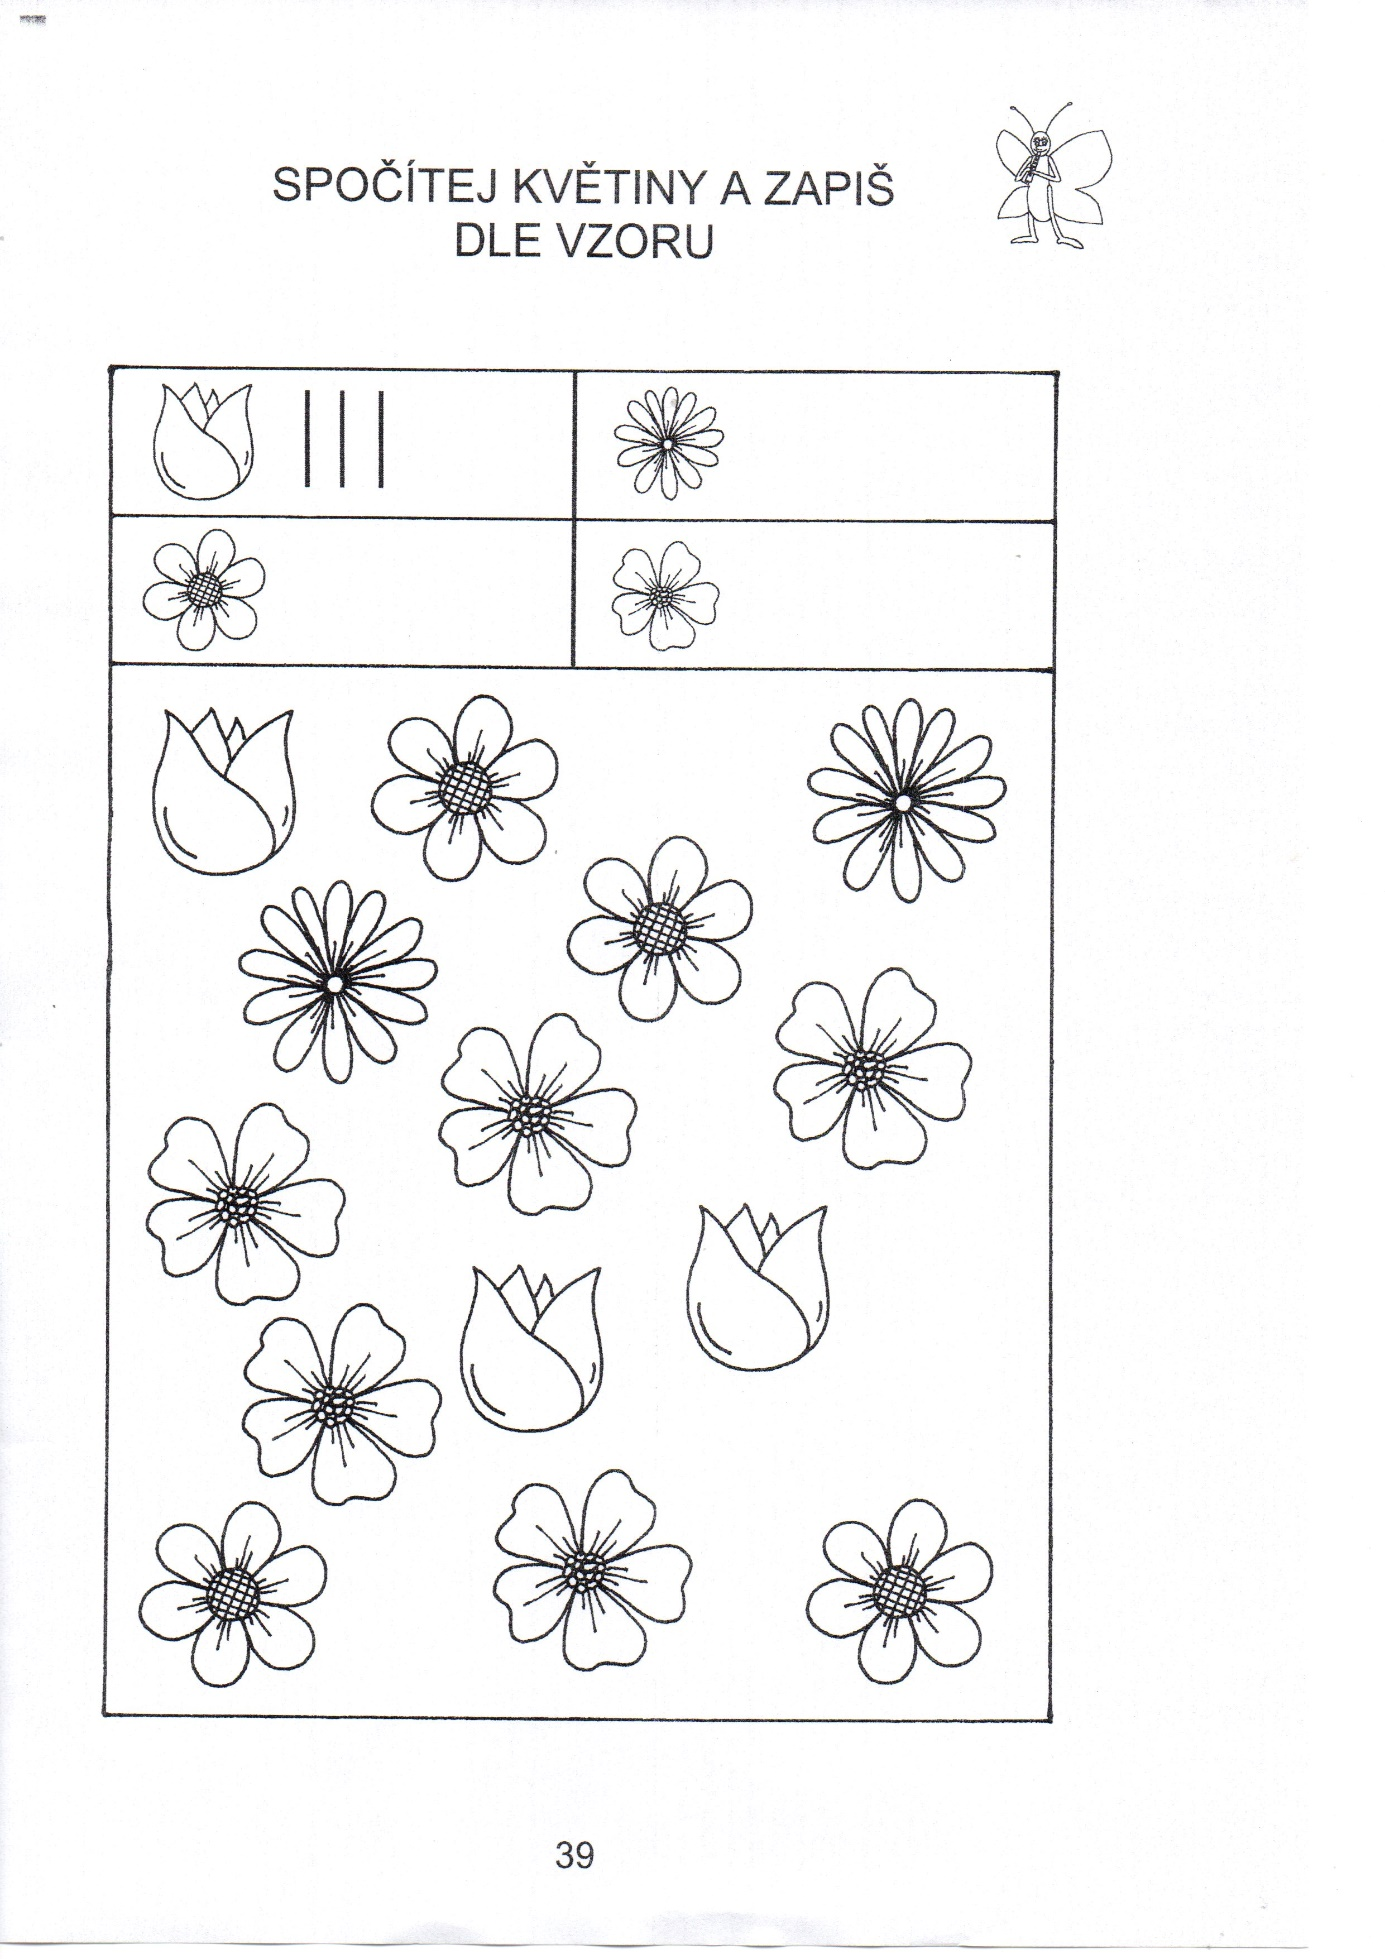 SPOČÍTEJ KVĚTINY A ZAPIŠ
DLE VZORU
39